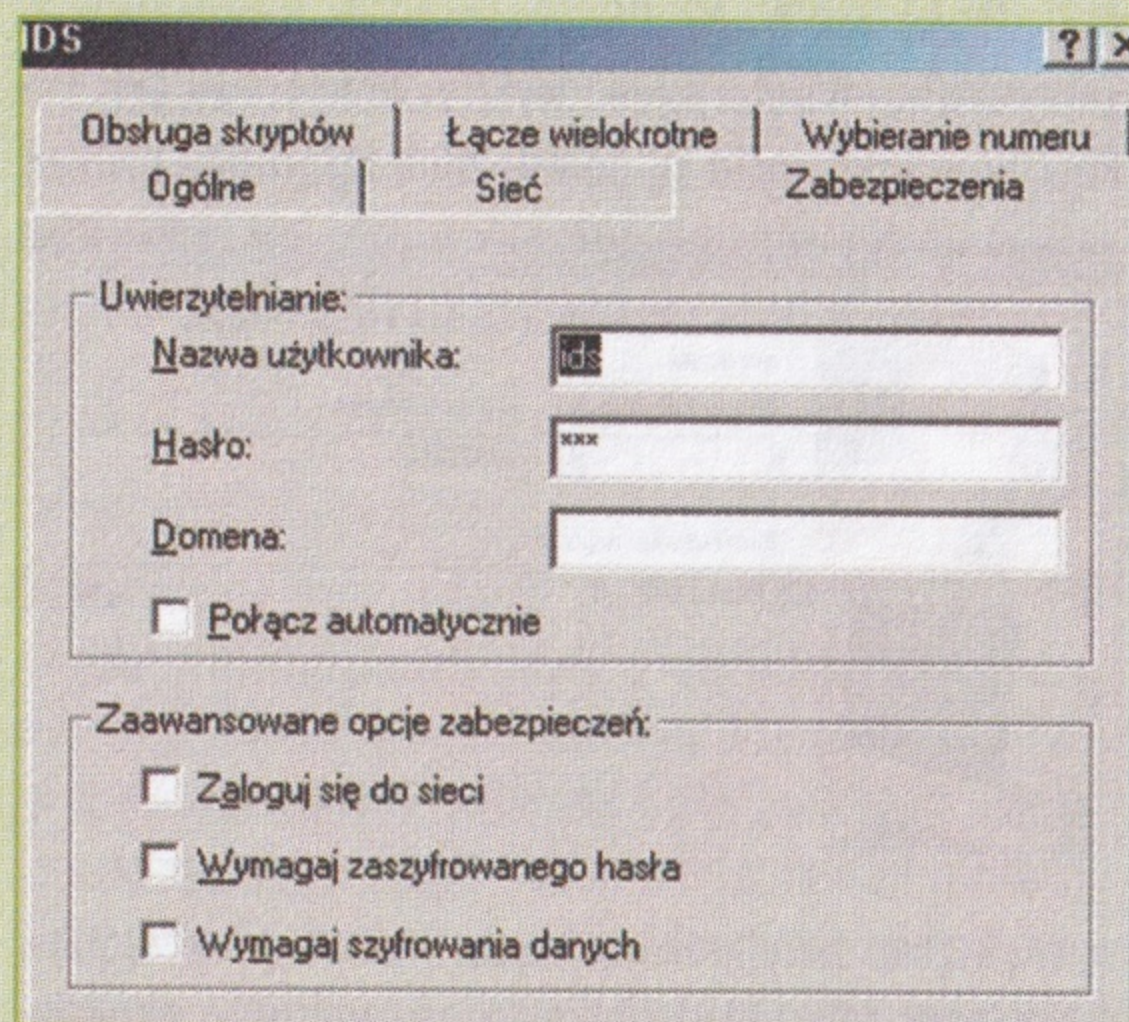 IDS ? ×
Obsługa skryptów Łącze wielokrotne Wybieranie numeru
Ogólne Sieć Zabezpieczenia
Uwierzytelnianie:
Nazwa użytkownika: ids
Hasło: xxx
Domena:
Połącz automatycznie
Zaawansowane opcje zabezpieczeń:
Zaloguj się do sieci
Wymagaj zaszyfrowanego hasła
Wymagaj szyfrowania danych